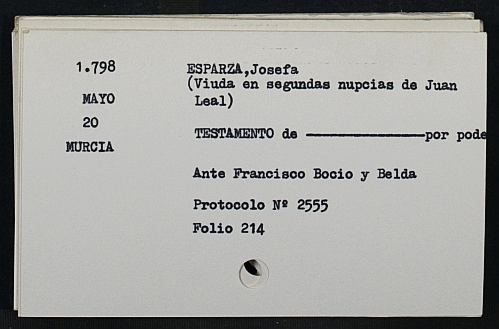 1.798
MAYO
20
MURCIA
ESPARZA,Josefa
(Viuda en segundas nupcias de Juan
Leal)
TESTAMENTO de ——————————por pode
Ante Francisco Bocio y Belda
Protocolo Nº 2555
Folio 214